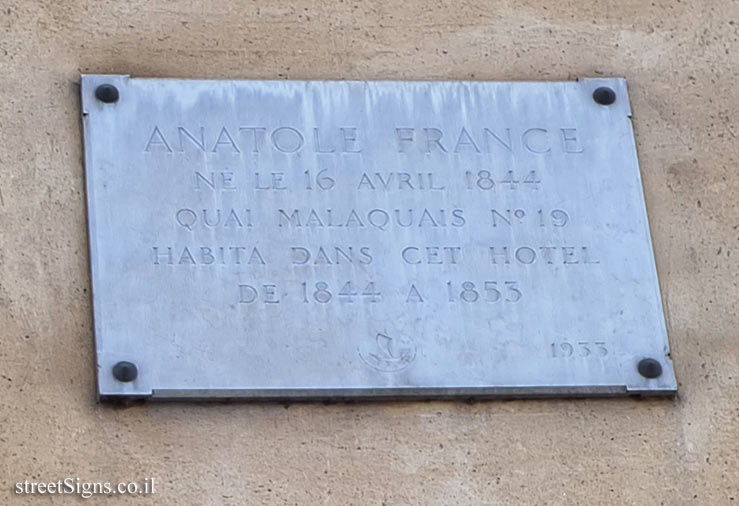 ANATOLE FRANCE
NÉ LE 16 AVRIL 1844
QUAI MALAQUAIS Nº 19
HABITA DANS CET HOTEL
DE 1844 A 1853
1933
streetSigns.co.il